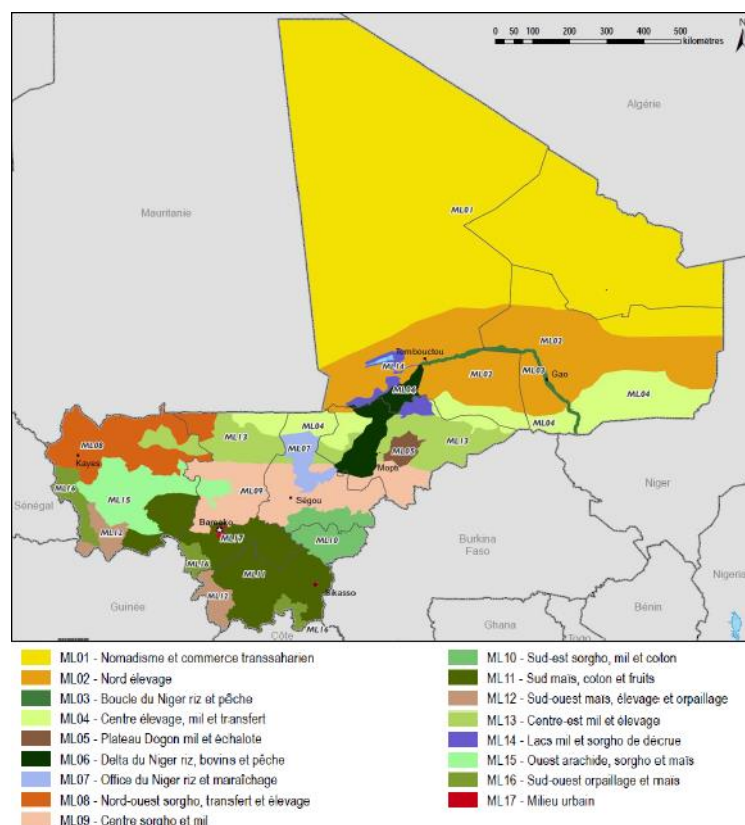 N
0 50 100 200 300 400 500
kilomètres
Algérie
Mauritanie
ML01
ML02
Tombouctou
ML14
ML03
ML02
Gao
ML06
ML04
ML04
ML04
ML08
ML13
ML07
ML05
ML13
Kayes
Mopti
ML16
ML15
ML09
Ségou
Niger
Sénégal
ML12
Bamako
ML17
ML10
Burkina
Faso
ML16
ML11
Nigeria
Guinée
ML12
Sikasso
Bénin
Ghana
ML16
Côte
Togo
ML01 - Nomadisme et commerce transsaharien
ML02 - Nord élevage
ML03 - Boucle du Niger riz et pêche
ML04 - Centre élevage, mil et transfert
ML05 - Plateau Dogon mil et échalote
ML06 - Delta du Niger riz, bovins et pêche
ML07 - Office du Niger riz et maraîchage
ML08 - Nord-ouest sorgho, transfert et élevage
ML09 - Centre sorgho et mil
ML10 - Sud-est sorgho, mil et coton
ML11 - Sud maïs, coton et fruits
ML12 - Sud-ouest maïs, élevage et orpaillage
ML13 - Centre-est mil et élevage
ML14 - Lacs mil et sorgho de décrue
ML15 - Ouest arachide, sorgho et maïs
ML16 - Sud-ouest orpaillage et maïs
ML17 - Milieu urbain